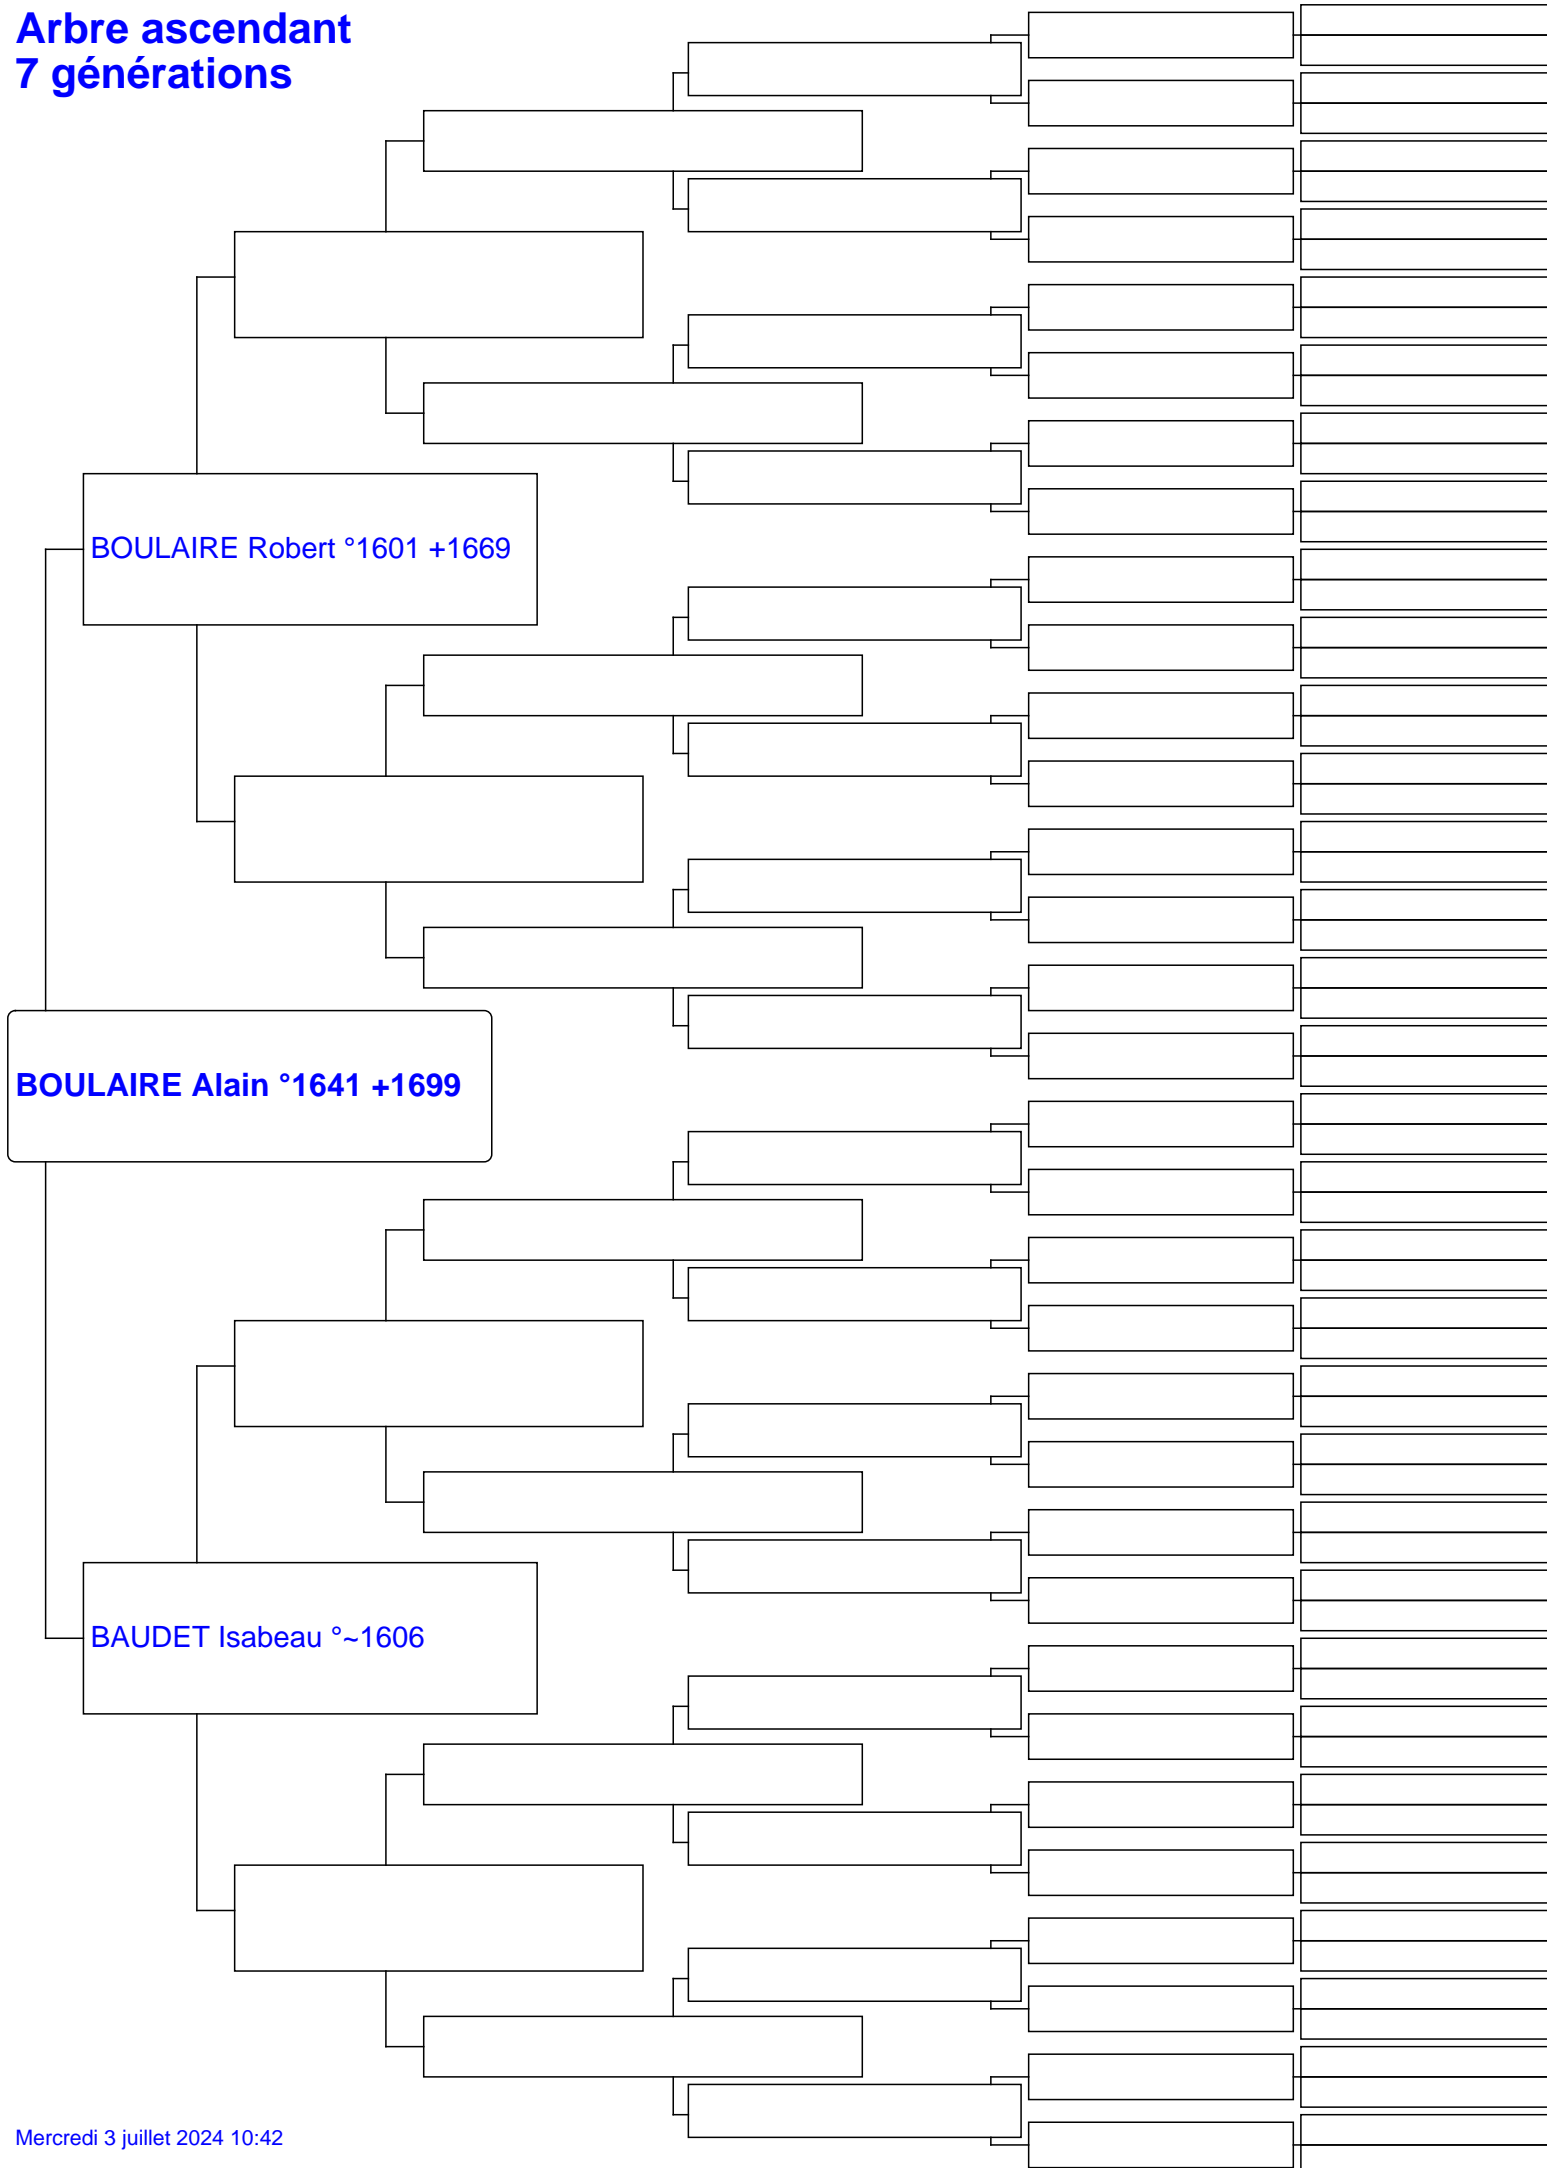 Arbre ascendant
7 générations
BOULAIRE Robert °1601 +1669
BOULAIRE Alain °1641 +1699
BAUDET Isabeau °~1606
Mercredi 3 juillet 2024 10:42